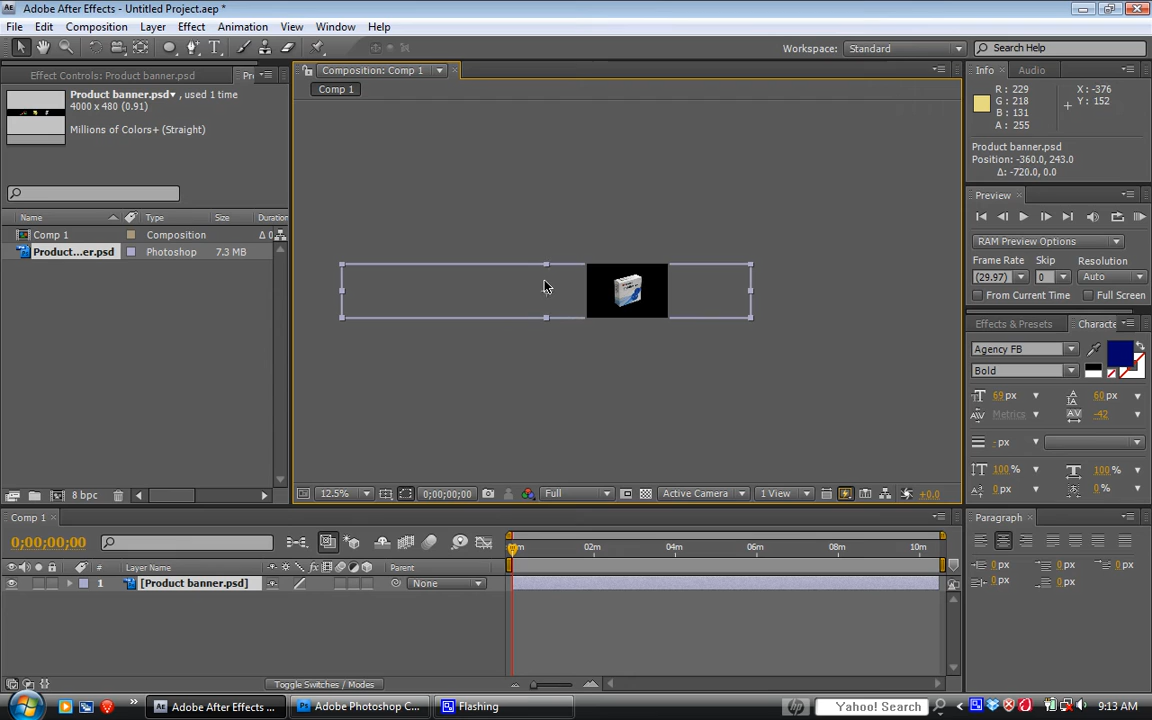 Adobe After Effects - Untitled Project.aep *
File Edit Composition Layer Effect Animation View Window Help
Workspace: Standard Search Help
Effect Controls: Product banner.psd
Composition: Comp 1
Info Audio
Product banner.psd , used 1 time
4000 x 480 (0.91)
Millions of Colors+ (Straight)
Comp 1
R : 229
G : 218
B : 131
A : 255
X : -376
Y : 152
Product banner.psd
Position: -360.0, 243.0
Δ: -720.0, 0.0
Preview
RAM Preview Options
Frame Rate Skip Resolution
(29.97) 0 Auto
From Current Time Full Screen
Name Type Size Duration
Comp 1 Composition Δ 0
Product...er.psd Photoshop 7.3 MB
Effects & Presets Characte
Agency FB
Bold
69 px 60 px
Metrics -42
- px
100 % 100 %
0 px 0 %
8 bpc
12.5% 0;00;00;00 Full Active Camera 1 View +0.0
Comp 1
0;00;00;00
02m 04m 06m 08m 10m
# Layer Name Parent
1 [Product banner.psd] None
Toggle Switches / Modes
Paragraph
0 px 0 px 0 px
0 px 0 px
Adobe After Effects ... Adobe Photoshop C... Flashing
Yahoo! Search
9:13 AM